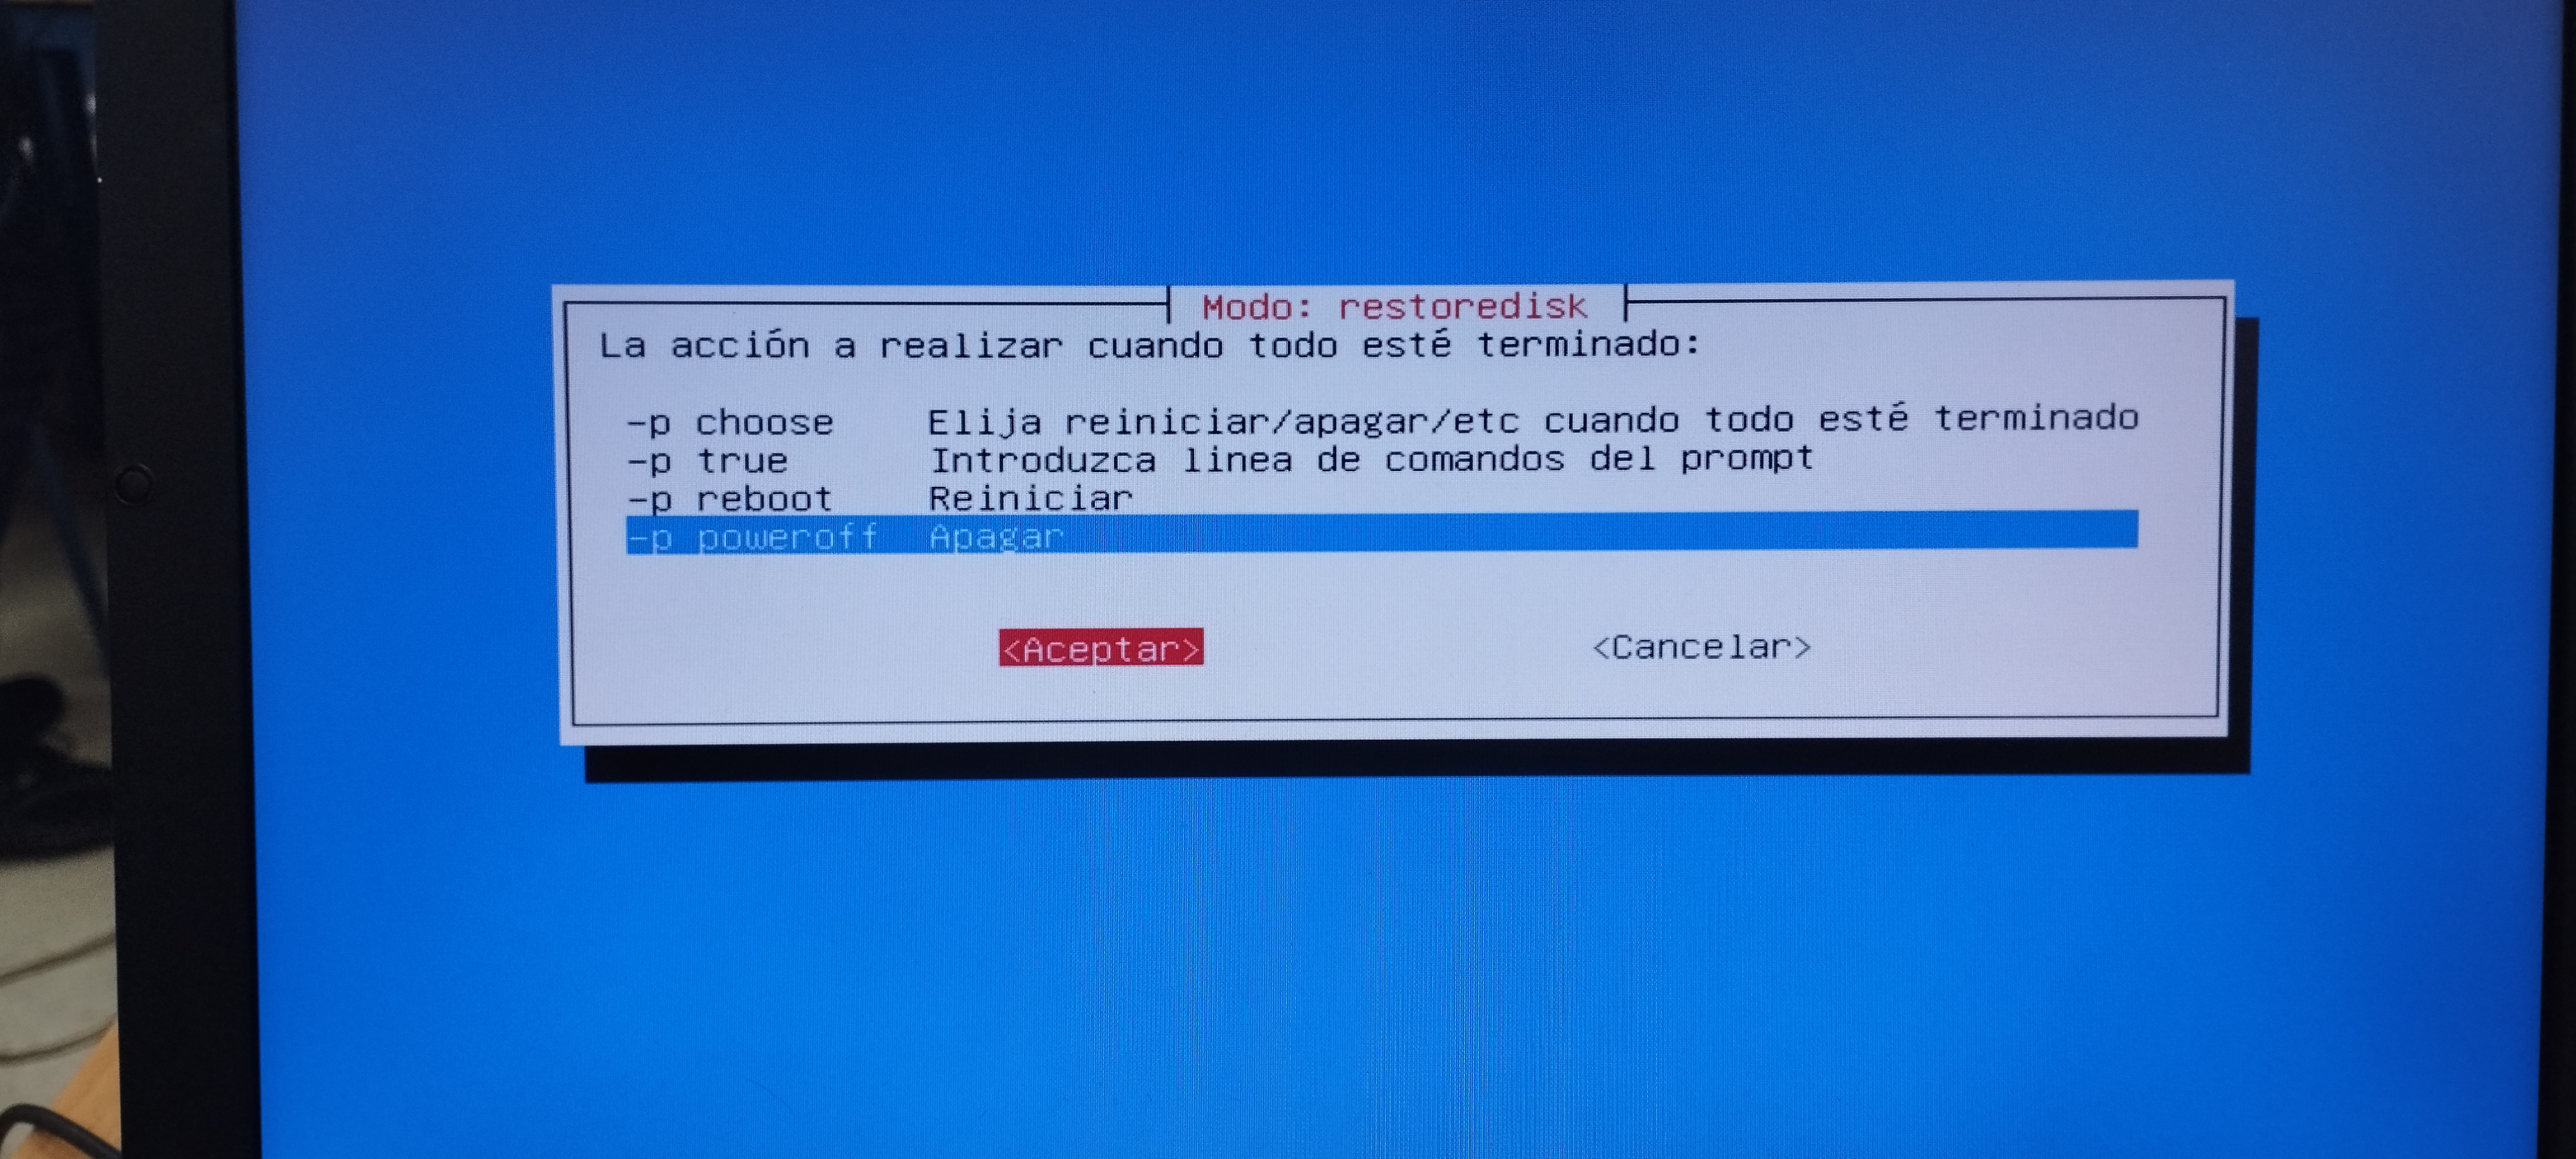 Modo: restoredisk
La acción a realizar cuando todo esté terminado:
-p choose Elija reiniciar/apagar/etc cuando todo esté terminado
-p true Introduzca linea de comandos del prompt
-p reboot Reiniciar
-p poweroff Apagar
<Aceptar> <Cancelar>